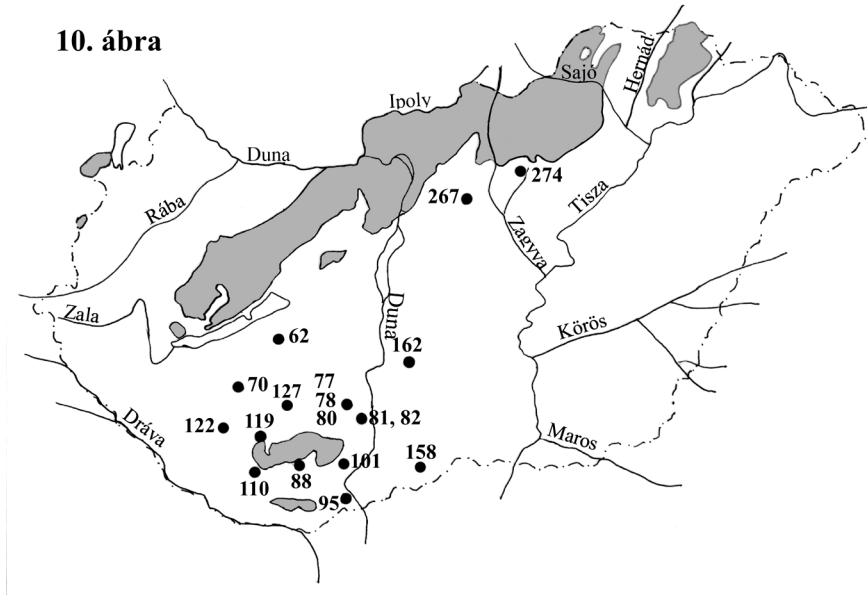 10. ábra
Sajó
Hernád
Ipoly
Duna
274
Rába
267
Tisza
Zagyva
Zala
Duna
62
Körös
162
70
127
77
78
80
81, 82
122
119
Dráva
Maros
101
158
110
88
95